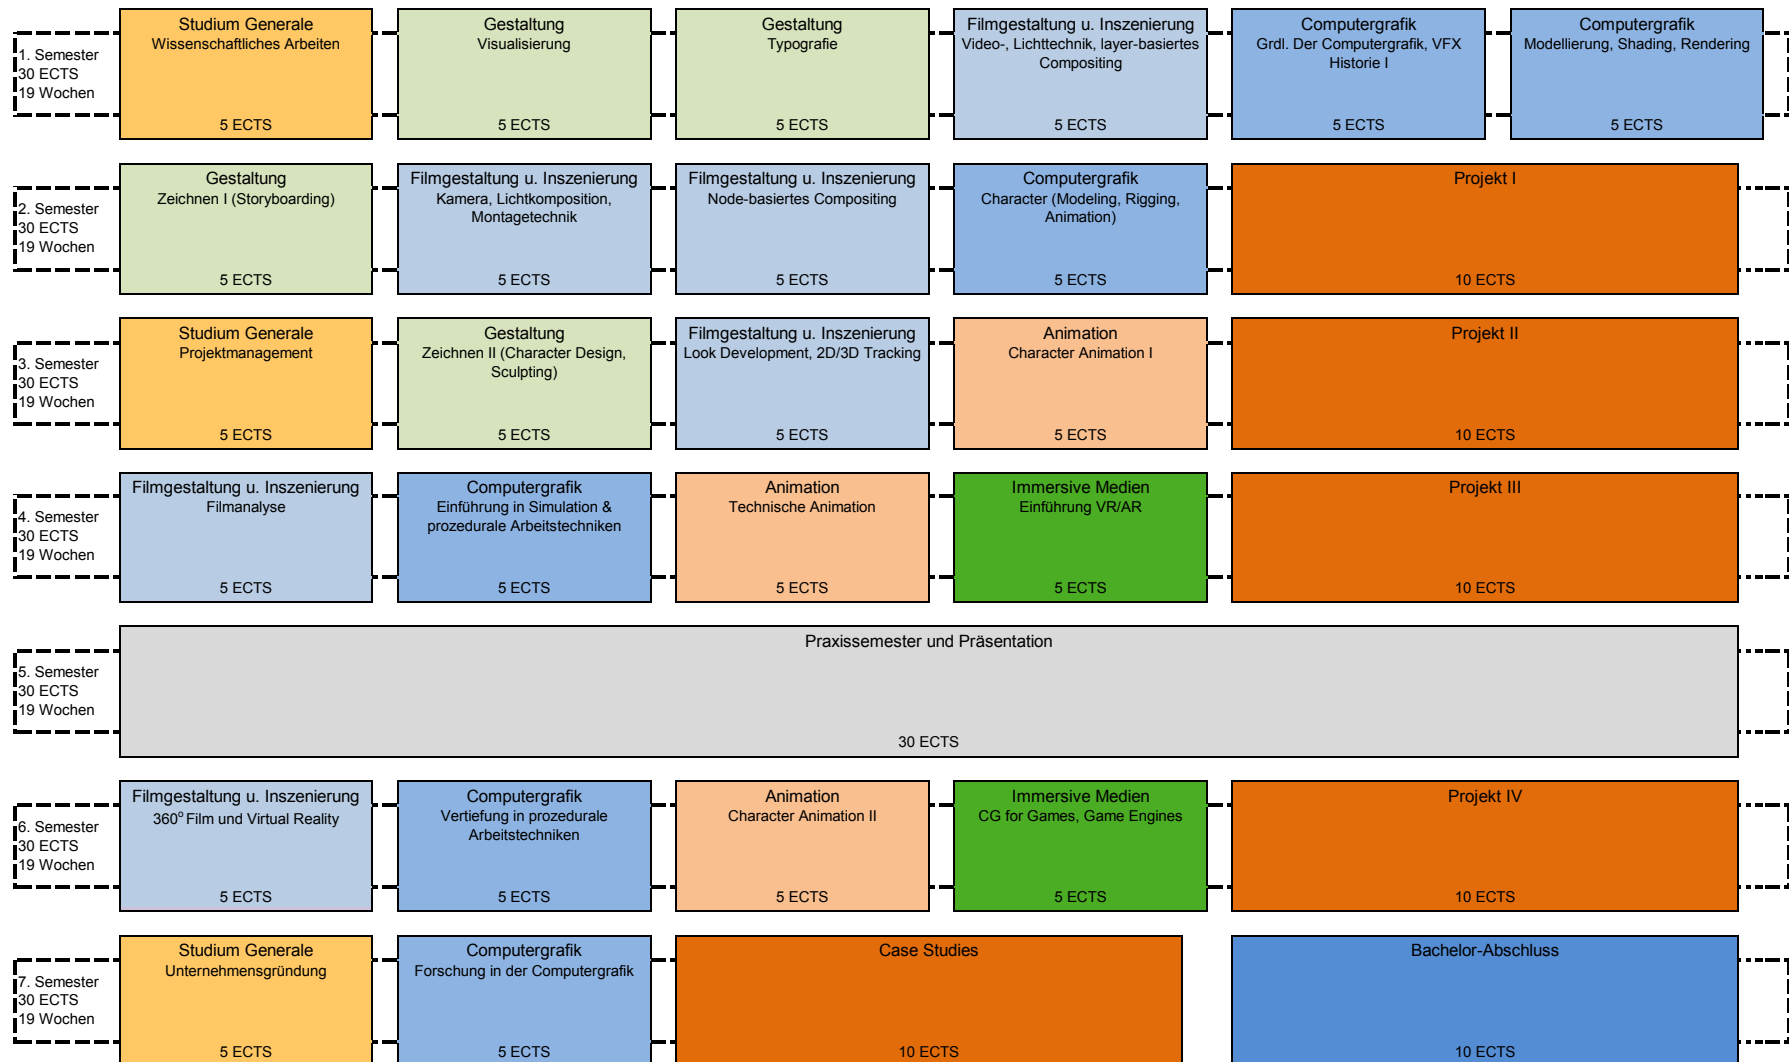 1. Semester
30 ECTS
19 Wochen
Studium Generale
Wissenschaftliches Arbeiten
5 ECTS
Gestaltung
Visualisierung
5 ECTS
Gestaltung
Typografie
5 ECTS
Filmgestaltung u. Inszenierung
Video-, Lichttechnik, layer-basiertes
Compositing
5 ECTS
Computergrafik
Grdl. Der Computergrafik, VFX
Historie I
5 ECTS
Computergrafik
Modellierung, Shading, Rendering
5 ECTS
2. Semester
30 ECTS
19 Wochen
Gestaltung
Zeichnen I (Storyboarding)
5 ECTS
Filmgestaltung u. Inszenierung
Kamera, Lichtkomposition,
Montagetechnik
5 ECTS
Filmgestaltung u. Inszenierung
Node-basiertes Compositing
5 ECTS
Computergrafik
Character (Modeling, Rigging,
Animation)
5 ECTS
Projekt I
10 ECTS
3. Semester
30 ECTS
19 Wochen
Studium Generale
Projektmanagement
5 ECTS
Gestaltung
Zeichnen II (Character Design,
Sculpting)
5 ECTS
Filmgestaltung u. Inszenierung
Look Development, 2D/3D Tracking
5 ECTS
Animation
Character Animation I
5 ECTS
Projekt II
10 ECTS
4. Semester
30 ECTS
19 Wochen
Filmgestaltung u. Inszenierung
Filmanalyse
5 ECTS
Computergrafik
Einführung in Simulation &
prozedurale Arbeitstechniken
5 ECTS
Animation
Technische Animation
5 ECTS
Immersive Medien
Einführung VR/AR
5 ECTS
Projekt III
10 ECTS
5. Semester
30 ECTS
19 Wochen
Praxissemester und Präsentation
30 ECTS
6. Semester
30 ECTS
19 Wochen
Filmgestaltung u. Inszenierung
360° Film und Virtual Reality
5 ECTS
Computergrafik
Vertiefung in prozedurale
Arbeitstechniken
5 ECTS
Animation
Character Animation II
5 ECTS
Immersive Medien
CG for Games, Game Engines
5 ECTS
Projekt IV
10 ECTS
7. Semester
30 ECTS
19 Wochen
Studium Generale
Unternehmensgründung
5 ECTS
Computergrafik
Forschung in der Computergrafik
5 ECTS
Case Studies
10 ECTS
Bachelor-Abschluss
10 ECTS